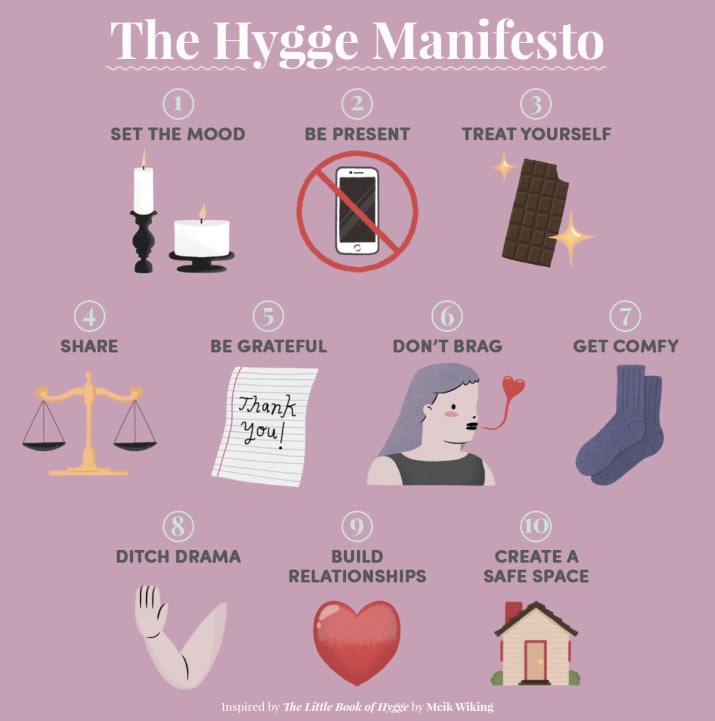 The Hygge Manifesto
1
SET THE MOOD
2
BE PRESENT
3
TREAT YOURSELF
4
SHARE
5
BE GRATEFUL
Thank
You!
6
DON'T BRAG
7
GET COMFY
8
DITCH DRAMA
9
BUILD
RELATIONSHIPS
10
CREATE A
SAFE SPACE
Inspired by The Little Book of Hygge by Meik Wiking